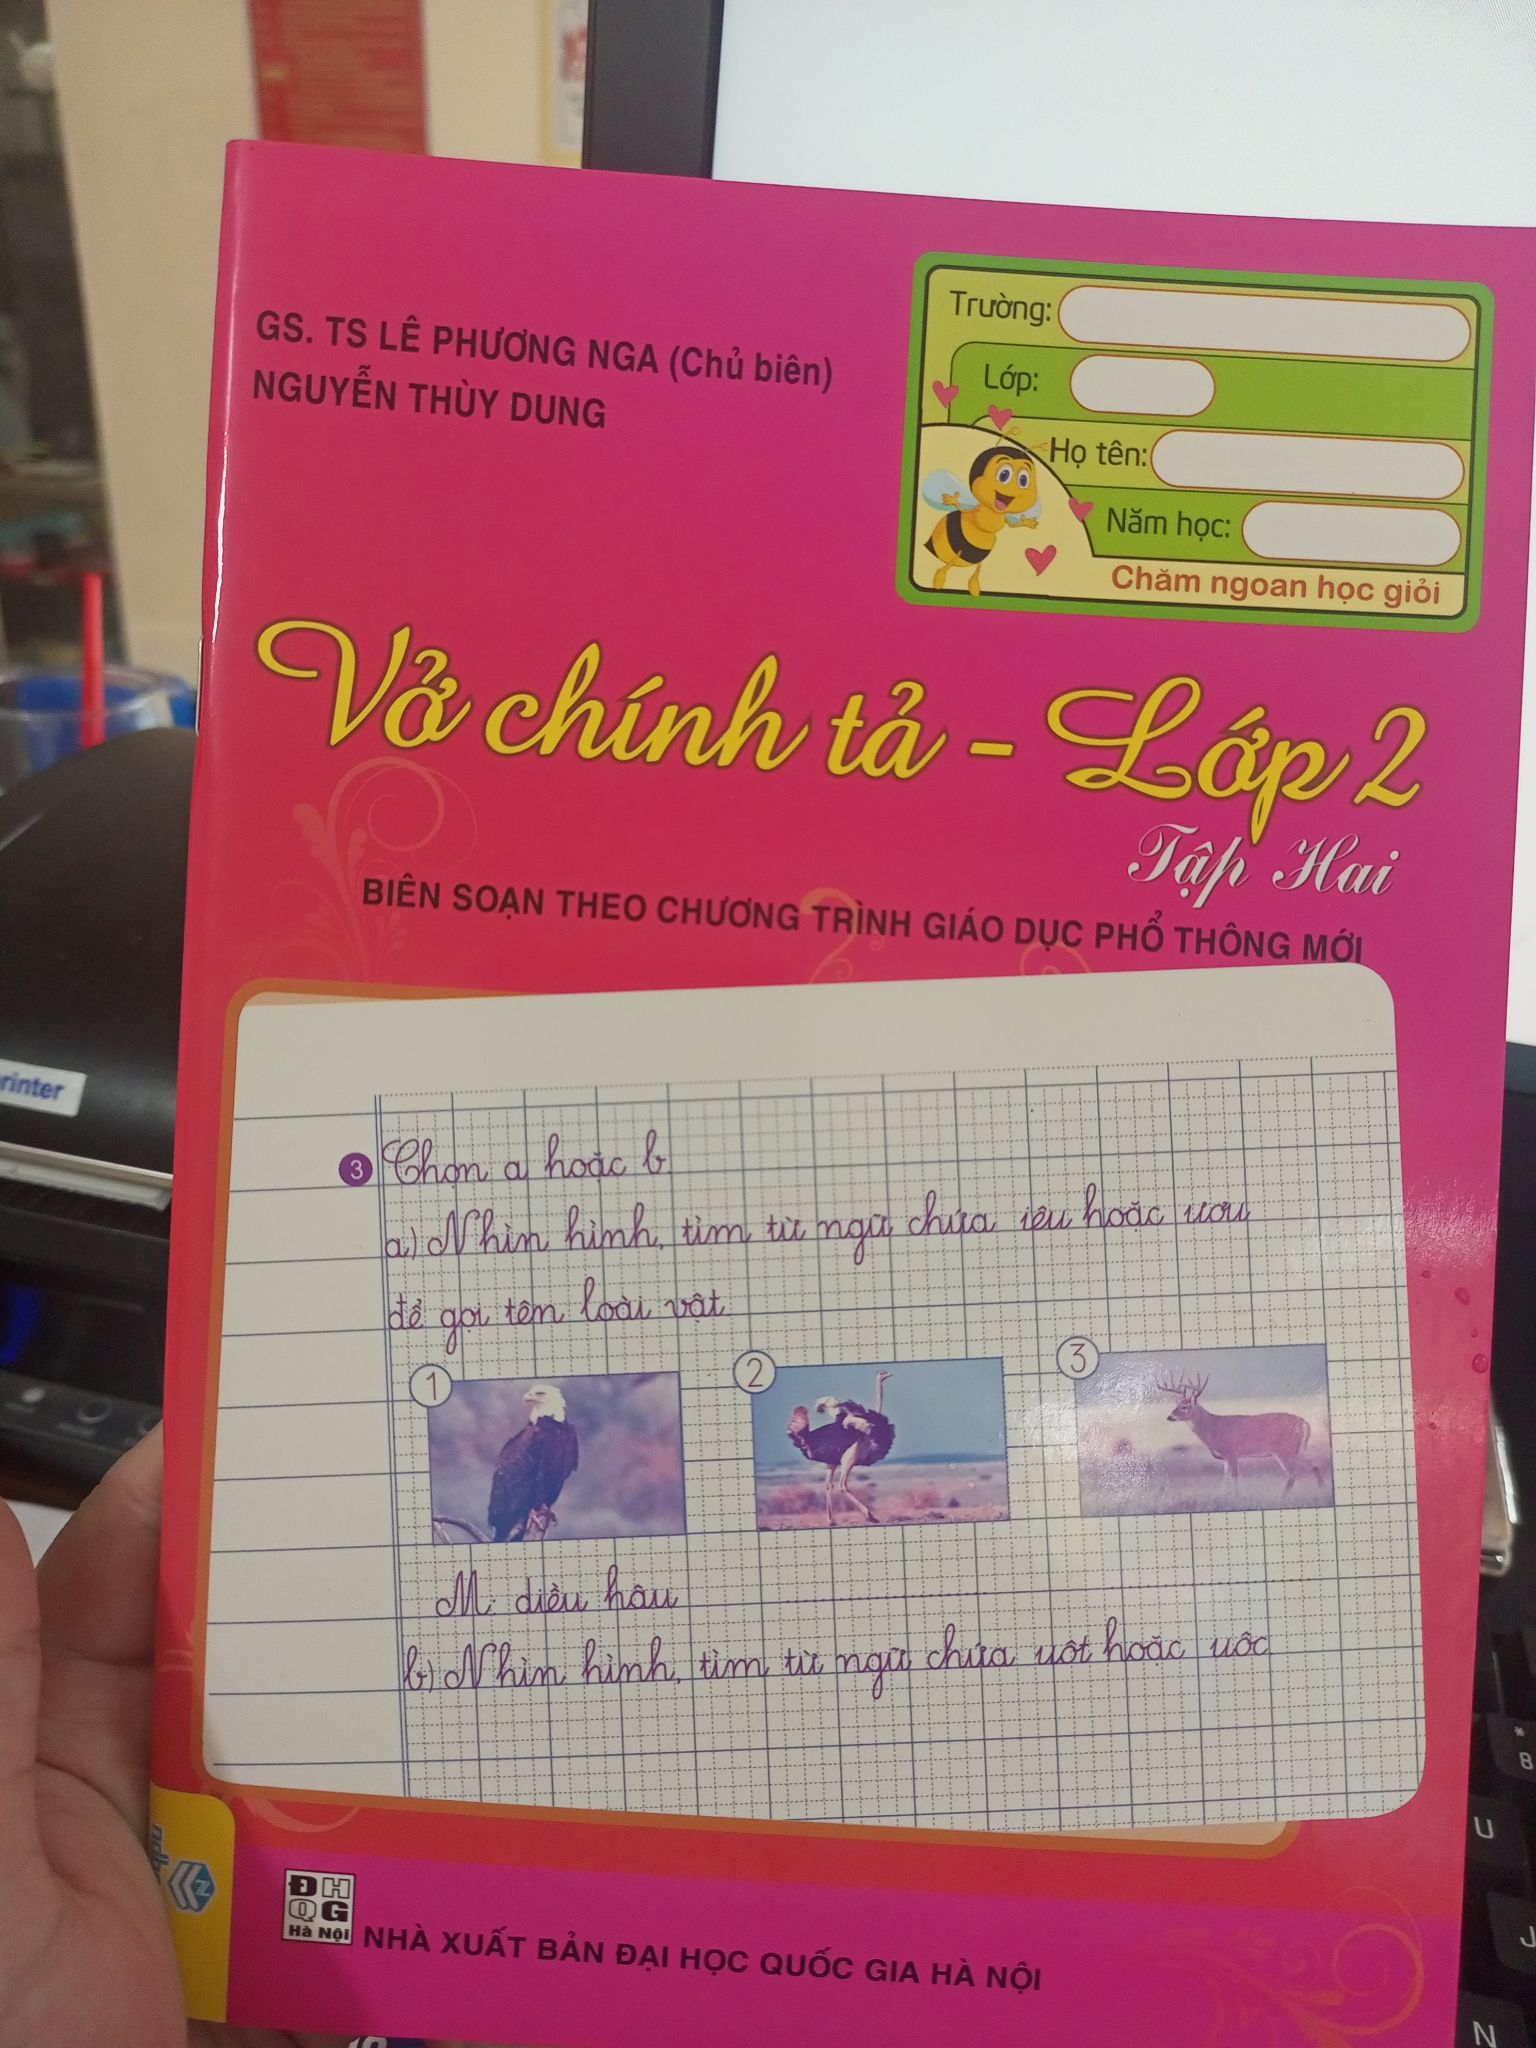 GS. TS LÊ PHƯƠNG NGA (Chủ biên)
NGUYỄN THÙY DUNG
Trường:
Lớp:
Họ tên:
Năm học:
Chăm ngoan học giỏi
Vở chính tả - Lớp 2
Tập Hai
BIÊN SOẠN THEO CHƯƠNG TRÌNH GIÁO DỤC PHỔ THÔNG MỚI
3 Chọn a hoặc b
a) Nhìn hình, tìm từ ngữ chứa iêu hoặc ươu
để gọi tên loài vật
1 2 3
M: diều hâu
b) Nhìn hình, tìm từ ngữ chứa uôt hoặc uôc
ĐH
QG
Hà Nội
NHÀ XUẤT BẢN ĐẠI HỌC QUỐC GIA HÀ NỘI
*
8
U
J
N